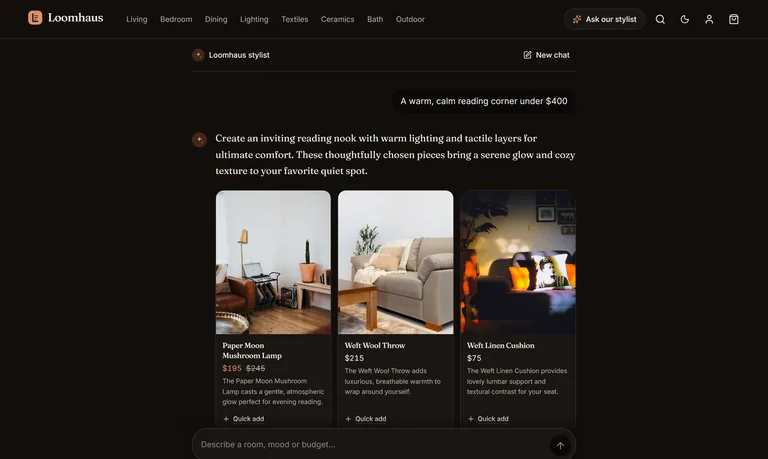 Loomhaus
Living
Bedroom
Dining
Lighting
Textiles
Ceramics
Bath
Outdoor
Ask our stylist
Loomhaus stylist
New chat
A warm, calm reading corner under $400
Create an inviting reading nook with warm lighting and tactile layers for
ultimate comfort. These thoughtfully chosen pieces bring a serene glow and cozy
texture to your favorite quiet spot.
Paper Moon
Mushroom Lamp
$195 $245
The Paper Moon Mushroom
Lamp casts a gentle, atmospheric
glow perfect for evening reading.
+ Quick add
Weft Wool Throw
$215
The Weft Wool Throw adds
luxurious, breathable warmth to
wrap around yourself.
+ Quick add
Weft Linen Cushion
$75
The Weft Linen Cushion provides
lovely lumbar support and
textural contrast for your seat.
+ Quick add
Describe a room, mood or budget...